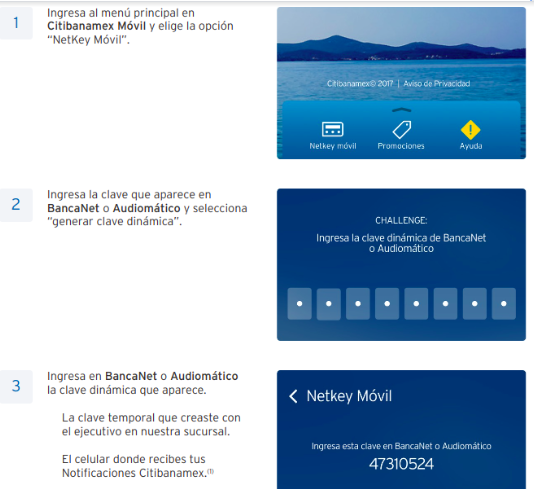 1
Ingresa al menú principal en
Citibanamex Móvil y elige la opción
“NetKey Móvil”.
Citibanamex® 2017 | Aviso de Privacidad
Netkey móvil
Promociones
Ayuda
2
Ingresa la clave que aparece en
BancaNet o Audiomático y selecciona
“generar clave dinámica”.
CHALLENGE:
Ingresa la clave dinámica de BancaNet
o Audiomático
3
Ingresa en BancaNet o Audiomático
la clave dinámica que aparece.
La clave temporal que creaste con
el ejecutivo en nuestra sucursal.
El celular donde recibes tus
Notificaciones Citibanamex.(1)
Netkey Móvil
Ingresa esta clave en BancaNet o Audiomático
47310524